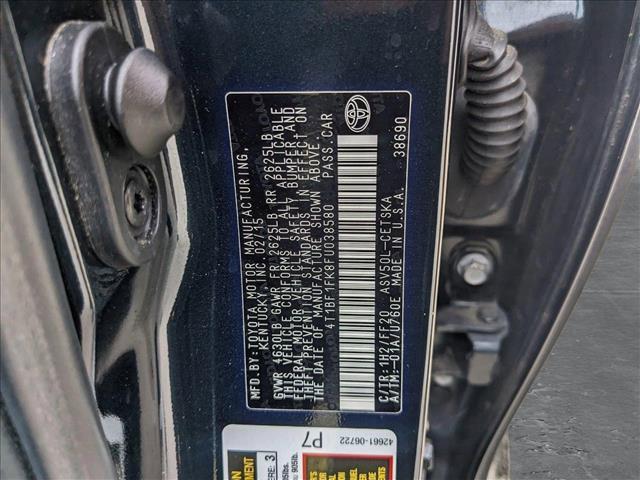 MFD.BY:TOYOTA MOTOR MANUFACTURING,
KENTUCKY, INC. 02/15
GVWR 4630LB GAWR FR 2625LB RR 2625LB
THIS VEHICLE CONFORMS TO ALL APPLICABLE
FEDERAL MOTOR VEHICLE SAFETY, BUMPER, AND
THEFT PREVENTION STANDARDS IN EFFECT ON
THE DATE OF MANUFACTURE SHOWN ABOVE.
4T1BF1FK8FU038580 PASS.CAR
C/TR:1H2/FF20 ASV50L-CETSKA
A/TM:-01A/U760E MADE IN U.S.A. 38690
42661-06722
P7